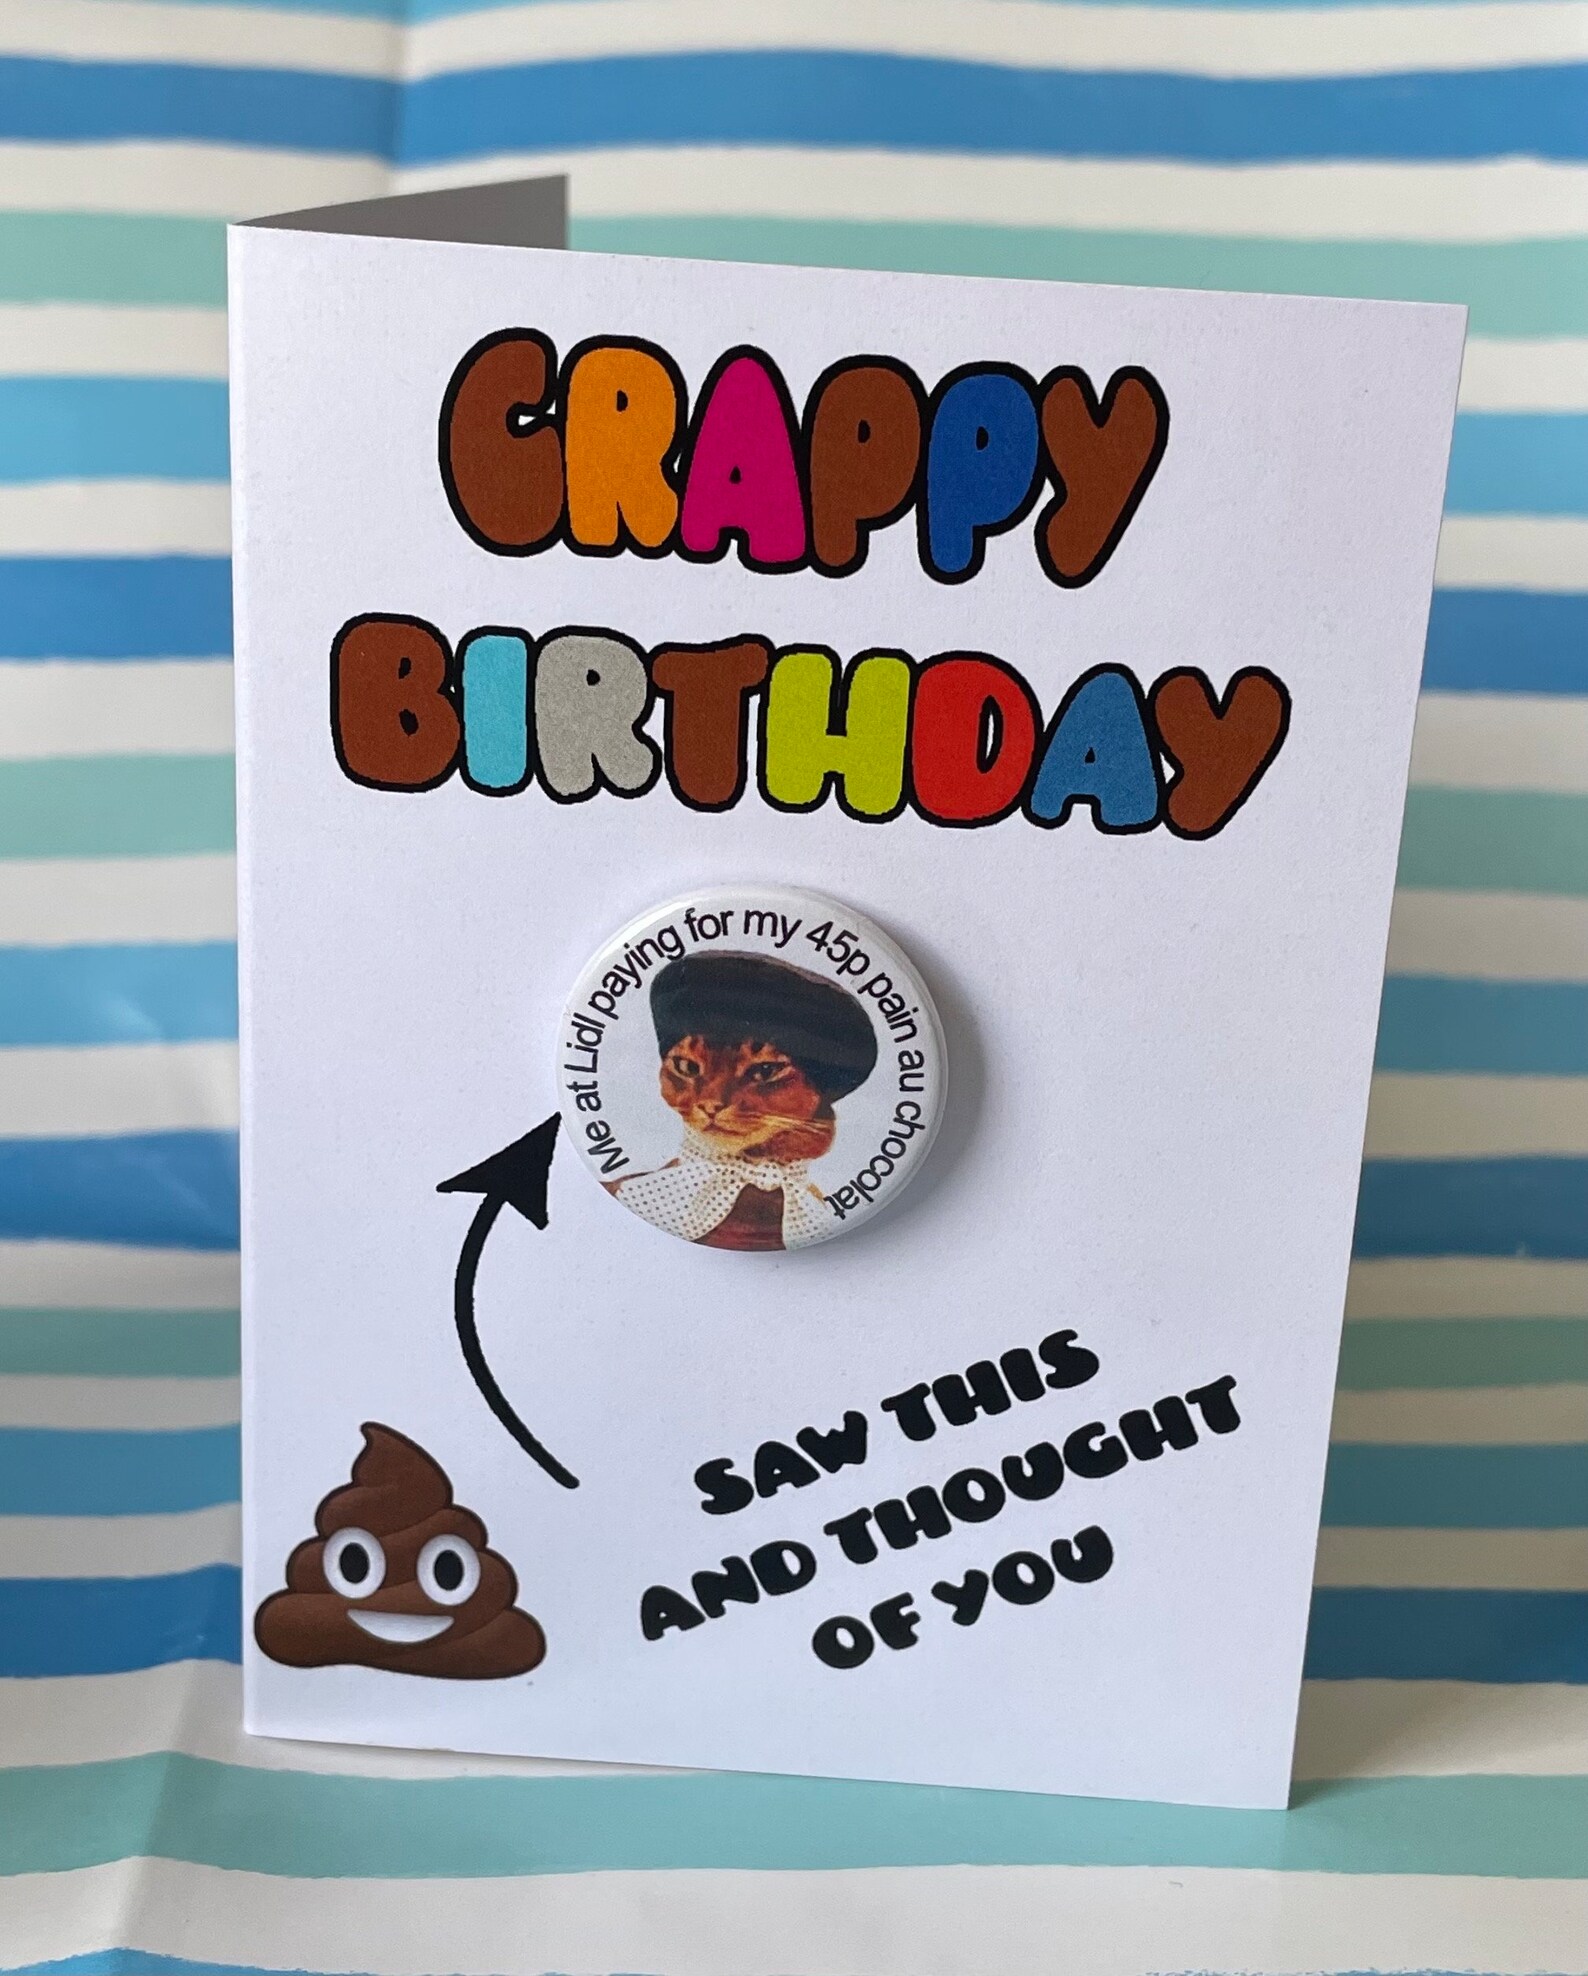 CRAPPY
BIRTHDAY
Me at Lidl paying for my 45p pain au chocolat
SAW THIS
AND THOUGHT
OF YOU